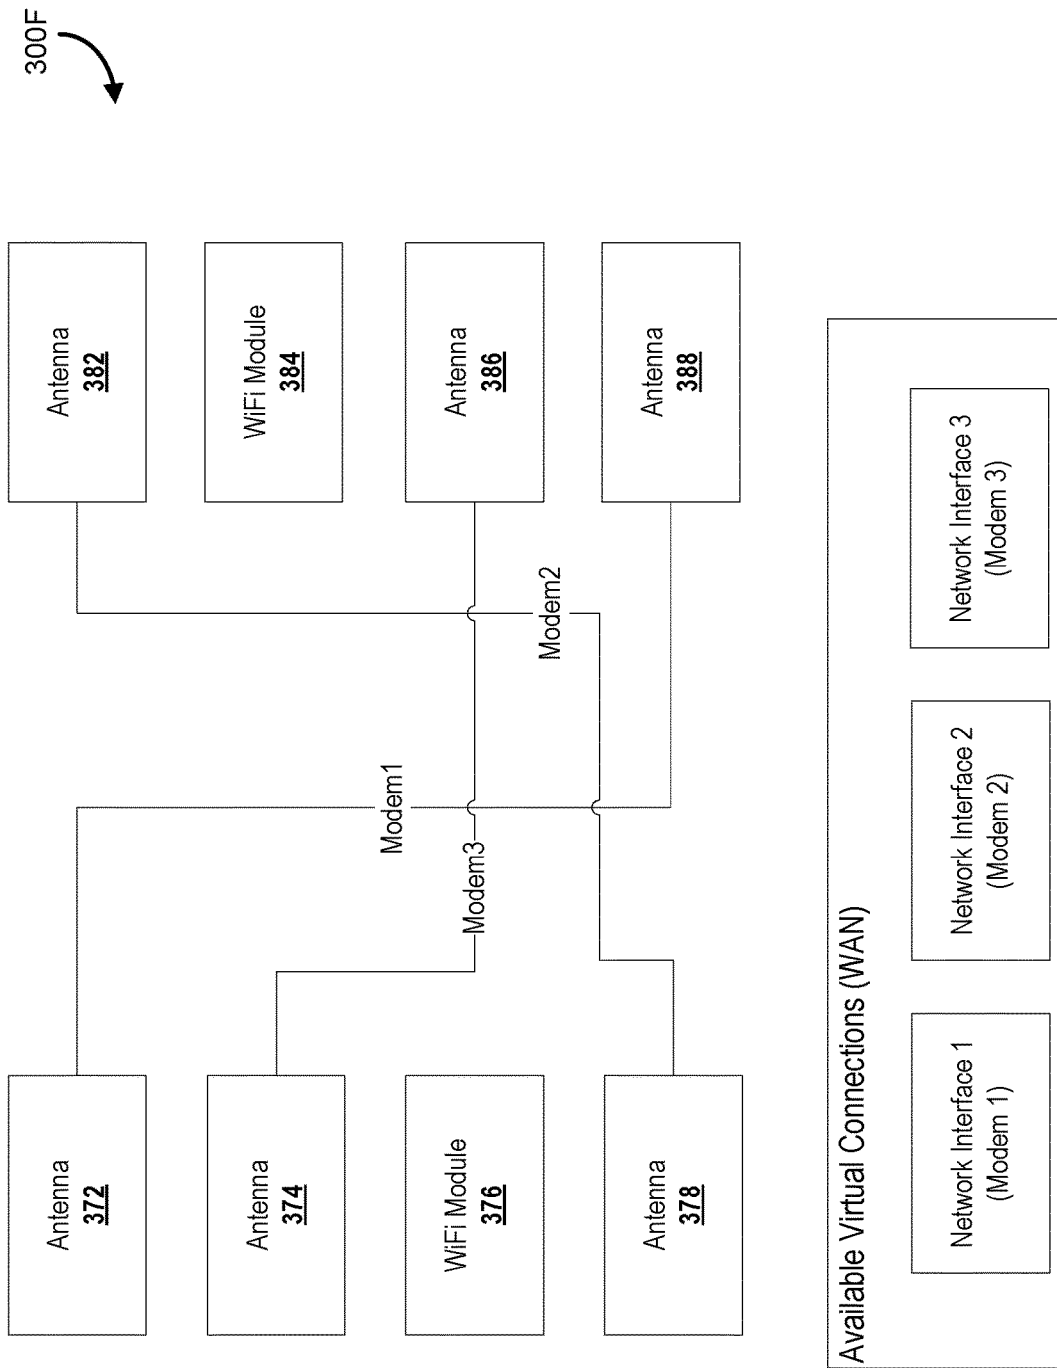 300F
Antenna
372
Antenna
374
WiFi Module
376
Antenna
378
Modem1
Modem3
Modem2
Antenna
382
WiFi Module
384
Antenna
386
Antenna
388
Available Virtual Connections (WAN)
Network Interface 1
(Modem 1)
Network Interface 2
(Modem 2)
Network Interface 3
(Modem 3)